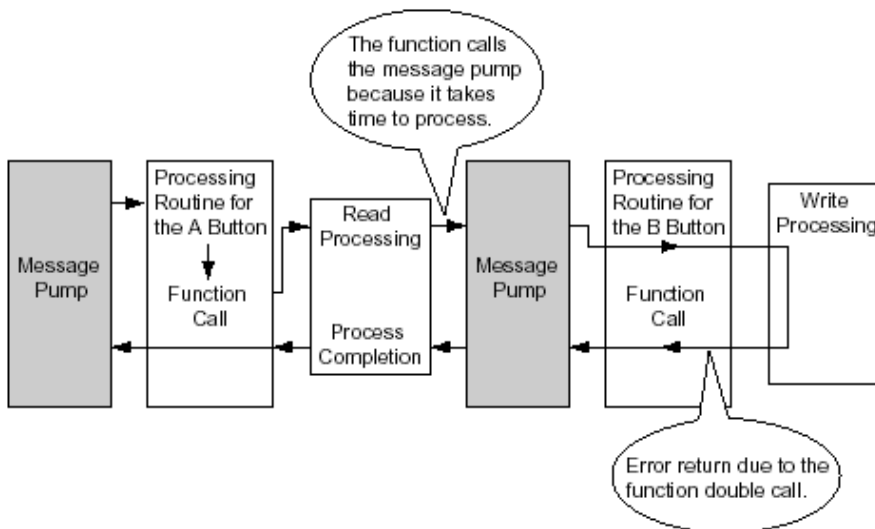 The function calls
the message pump
because it takes
time to process.
Message
Pump
Processing
Routine for
the A Button
Function
Call
Read
Processing
Process
Completion
Message
Pump
Processing
Routine for
the B Button
Function
Call
Write
Processing
Error return due to the
function double call.